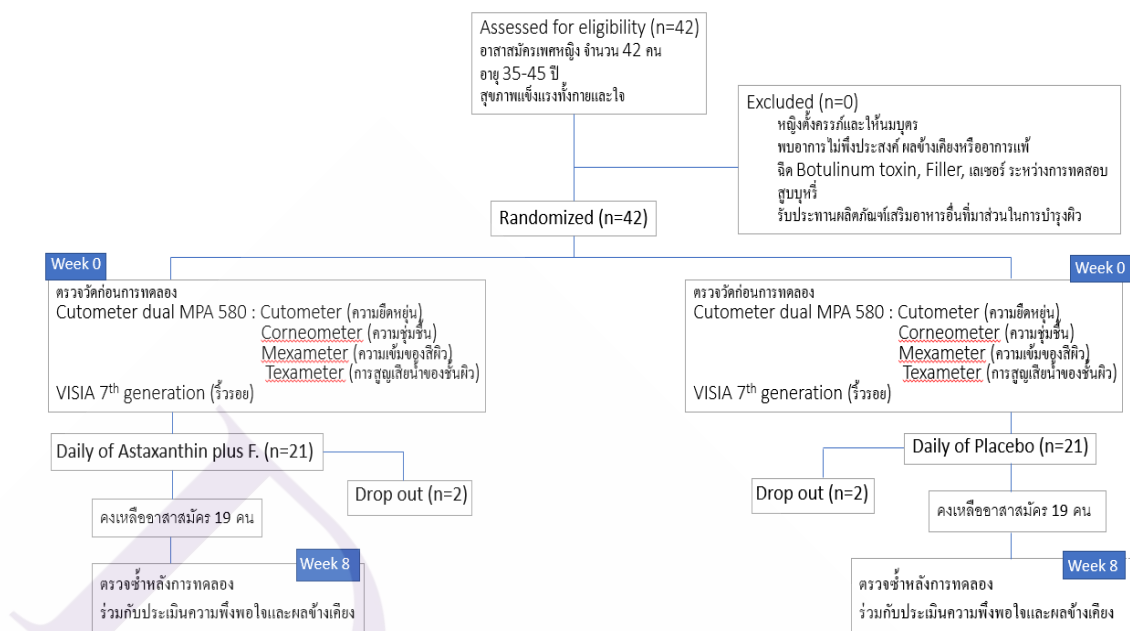 Assessed for eligibility (n=42)
อาสาสมัครเพศหญิง จำนวน 42 คน
อายุ 35-45 ปี
สุขภาพแข็งแรงทั้งกายและใจ
Excluded (n=0)
หญิงตั้งครรภ์และให้นมบุตร
พบอาการไม่พึงประสงค์ ผลข้างเคียงหรืออาการแพ้
ฉีด Botulinum toxin, Filler, เลเซอร์ ระหว่างการทดสอบ
สูบบุหรี่
รับประทานผลิตภัณฑ์เสริมอาหารอื่นที่มาส่วนในการบำรุงผิว
Randomized (n=42)
Week 0
ตรวจวัดก่อนการทดลอง
Cutometer dual MPA 580 : Cutometer (ความยืดหยุ่น)
Corneometer (ความชุ่มชื้น)
Mexameter (ความเข้มของสีผิว)
Texameter (การสูญเสียน้ำของชั้นผิว)
VISIA 7th generation (ริ้วรอย)
Week 0
ตรวจวัดก่อนการทดลอง
Cutometer dual MPA 580 : Cutometer (ความยืดหยุ่น)
Corneometer (ความชุ่มชื้น)
Mexameter (ความเข้มของสีผิว)
Texameter (การสูญเสียน้ำของชั้นผิว)
VISIA 7th generation (ริ้วรอย)
Daily of Astaxanthin plus F. (n=21)
Drop out (n=2)
คงเหลืออาสาสมัคร 19 คน
Week 8
ตรวจซ้ำหลังการทดลอง
ร่วมกับประเมินความพึงพอใจและผลข้างเคียง
Daily of Placebo (n=21)
Drop out (n=2)
คงเหลืออาสาสมัคร 19 คน
Week 8
ตรวจซ้ำหลังการทดลอง
ร่วมกับประเมินความพึงพอใจและผลข้างเคียง